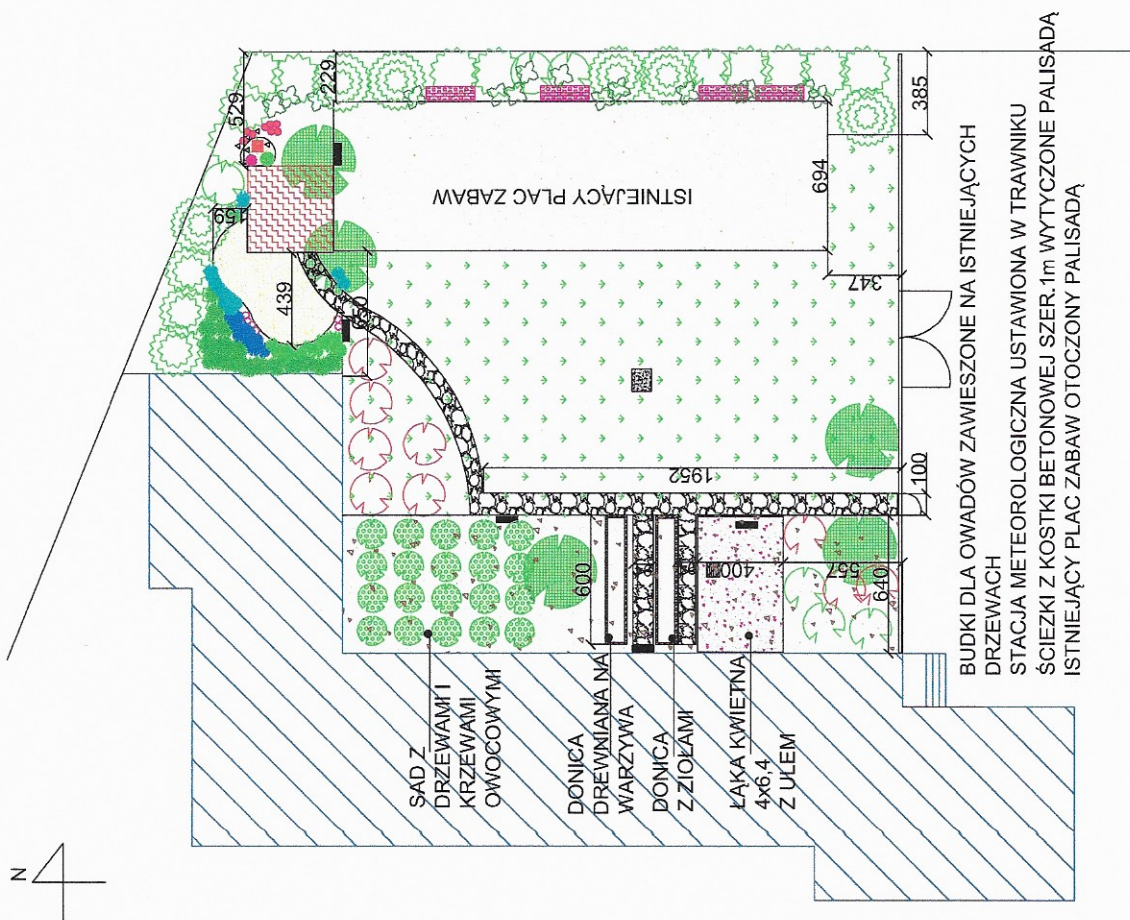 N
529
229
159
439
ISTNIEJĄCY PLAC ZABAW
694
385
347
1952
100
600
400
557
640
SAD Z
DRZEWAMI I
KRZEWAMI
OWOCOWYMI
DONICA
DREWNIANA NA
WARZYWA
DONICA
Z ZIOŁAMI
ŁĄKA KWIETNA
4x6,4
Z ULEM
BUDKI DLA OWADÓW ZAWIESZONE NA ISTNIEJĄCYCH
DRZEWACH
STACJA METEOROLOGICZNA USTAWIONA W TRAWNIKU
ŚCIEZKI Z KOSTKI BETONOWEJ SZER.1m WYTYCZONE PALISADĄ
ISTNIEJĄCY PLAC ZABAW OTOCZONY PALISADĄ